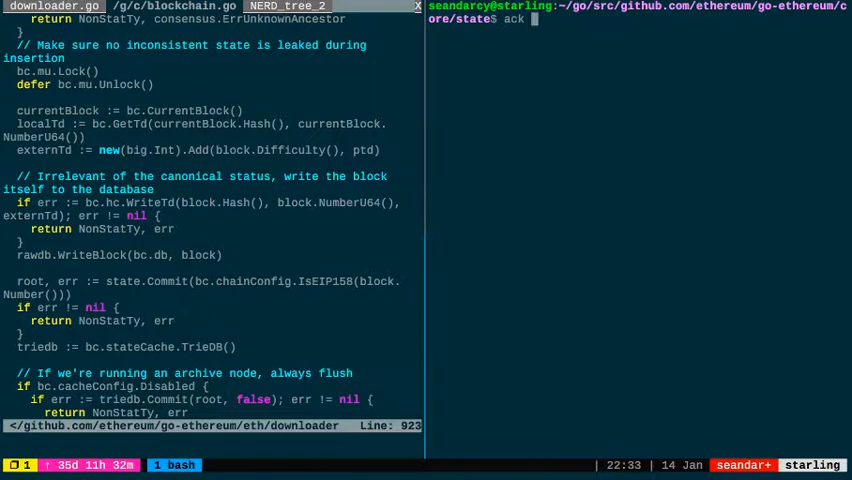 downloader.go  /g/c/blockchain.go  NERD_tree_2 X
return NonStatTy, consensus.ErrUnknownAncestor
}
// Make sure no inconsistent state is leaked during
insertion
bc.mu.Lock()
defer bc.mu.Unlock()
currentBlock := bc.CurrentBlock()
localTd := bc.GetTd(currentBlock.Hash(), currentBlock.
NumberU64())
externTd := new(big.Int).Add(block.Difficulty(), ptd)
// Irrelevant of the canonical status, write the block
itself to the database
if err := bc.hc.WriteTd(block.Hash(), block.NumberU64(),
externTd); err != nil {
return NonStatTy, err
}
rawdb.WriteBlock(bc.db, block)
root, err := state.Commit(bc.chainConfig.IsEIP158(block.
Number()))
if err != nil {
return NonStatTy, err
}
triedb := bc.stateCache.TrieDB()
// If we're running an archive node, always flush
if bc.cacheConfig.Disabled {
if err := triedb.Commit(root, false); err != nil {
return NonStatTy, err
</github.com/ethereum/go-ethereum/eth/downloader   Line: 923
seandarcy@starling:~/go/src/github.com/ethereum/go-ethereum/c
ore/state$ ack
1 ↑ 35d 11h 32m 1 bash | 22:33 | 14 Jan seandar+ starling